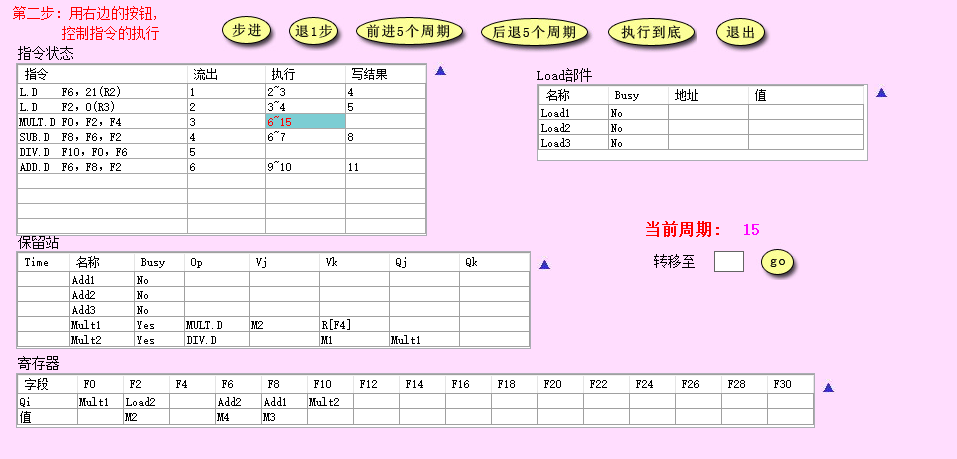 第二步：用右边的按钮，
控制指令的执行
步进 退1步 前进5个周期 后退5个周期 执行到底 退出
指令状态
指令 流出 执行 写结果
L.D F6，21(R2) 1 2~3 4
L.D F2，0(R3) 2 3~4 5
MULT.D F0，F2，F4 3 6~15
SUB.D F8，F6，F2 4 6~7 8
DIV.D F10，F0，F6 5
ADD.D F6，F8，F2 6 9~10 11
Load部件
名称 Busy 地址 值
Load1 No
Load2 No
Load3 No
当前周期： 15
转移至 go
保留站
Time 名称 Busy Op Vj Vk Qj Qk
Add1 No
Add2 No
Add3 No
Mult1 Yes MULT.D M2 R[F4]
Mult2 Yes DIV.D M1 Mult1
寄存器
字段 F0 F2 F4 F6 F8 F10 F12 F14 F16 F18 F20 F22 F24 F26 F28 F30
Qi Mult1 Load2 Add2 Add1 Mult2
值 M2 M4 M3